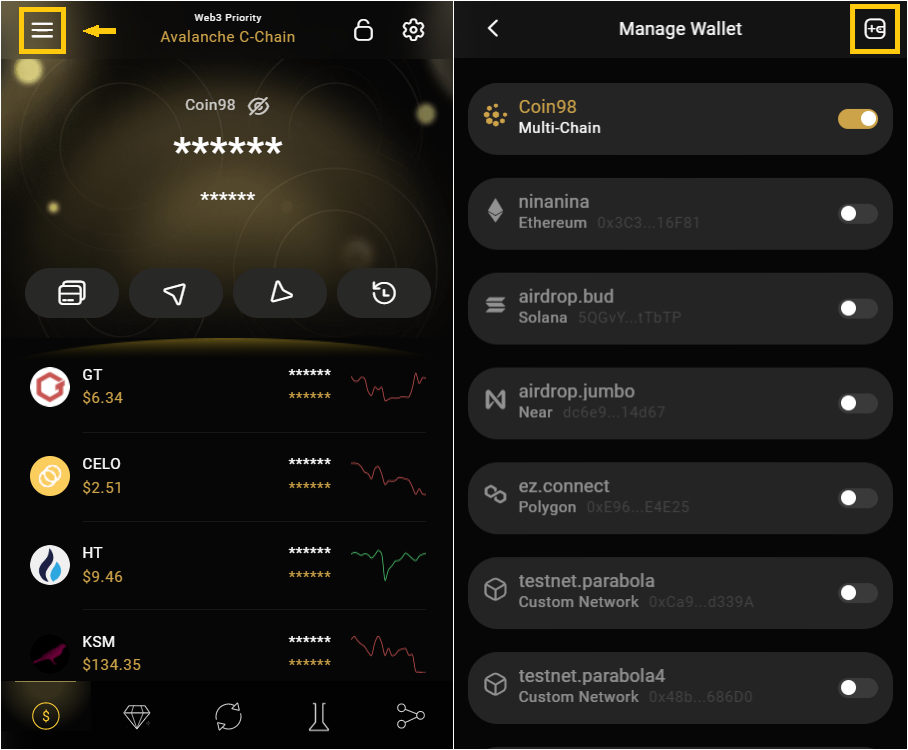 Web3 Priority
Avalanche C-Chain
Coin98
******
******
GT ******
$6.34 ******
CELO ******
$2.51 ******
HT ******
$9.46 ******
KSM ******
$134.35 ******
$
Manage Wallet
Coin98
Multi-Chain
ninanina
Ethereum 0x3C3...16F81
airdrop.bud
Solana 5QGvY...tTbTP
airdrop.jumbo
Near dc6e9...14d67
ez.connect
Polygon 0xE96...E4E25
testnet.parabola
Custom Network 0xCa9...d339A
testnet.parabola4
Custom Network 0x48b...686D0